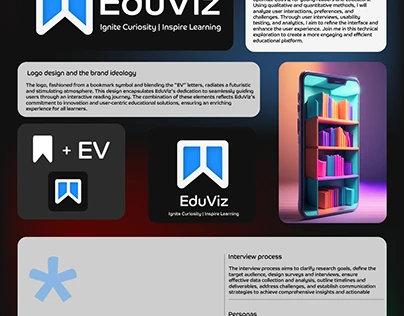 EduViz
Ignite Curiosity | Inspire Learning
Using qualitative and quantitative methods, I will
analyze user interactions, preferences, and
challenges. Through user interviews, usability
testing, and analytics, I aim to refine the interface and
enhance the user experience. Join me in this technical
exploration to create a more engaging and efficient
educational platform.
Logo design and the brand ideology
The logo, fashioned from a bookmark symbol and blending the "EV" letters, radiates a futuristic
and stimulating atmosphere. This design encapsulates EduViz's dedication to seamlessly guiding
users through an interactive reading journey. The combination of these elements reflects EduViz's
commitment to innovation and user-centric educational solutions, ensuring an enriching
experience for all learners.
+ EV
EduViz
Ignite Curiosity | Inspire Learning
Interview process
The interview process aims to clarify research goals, define the
target audience, design surveys and interviews, ensure
effective data collection and analysis, outline timelines and
deliverables, address challenges, and establish communication
strategies to achieve comprehensive insights and actionable
Personas